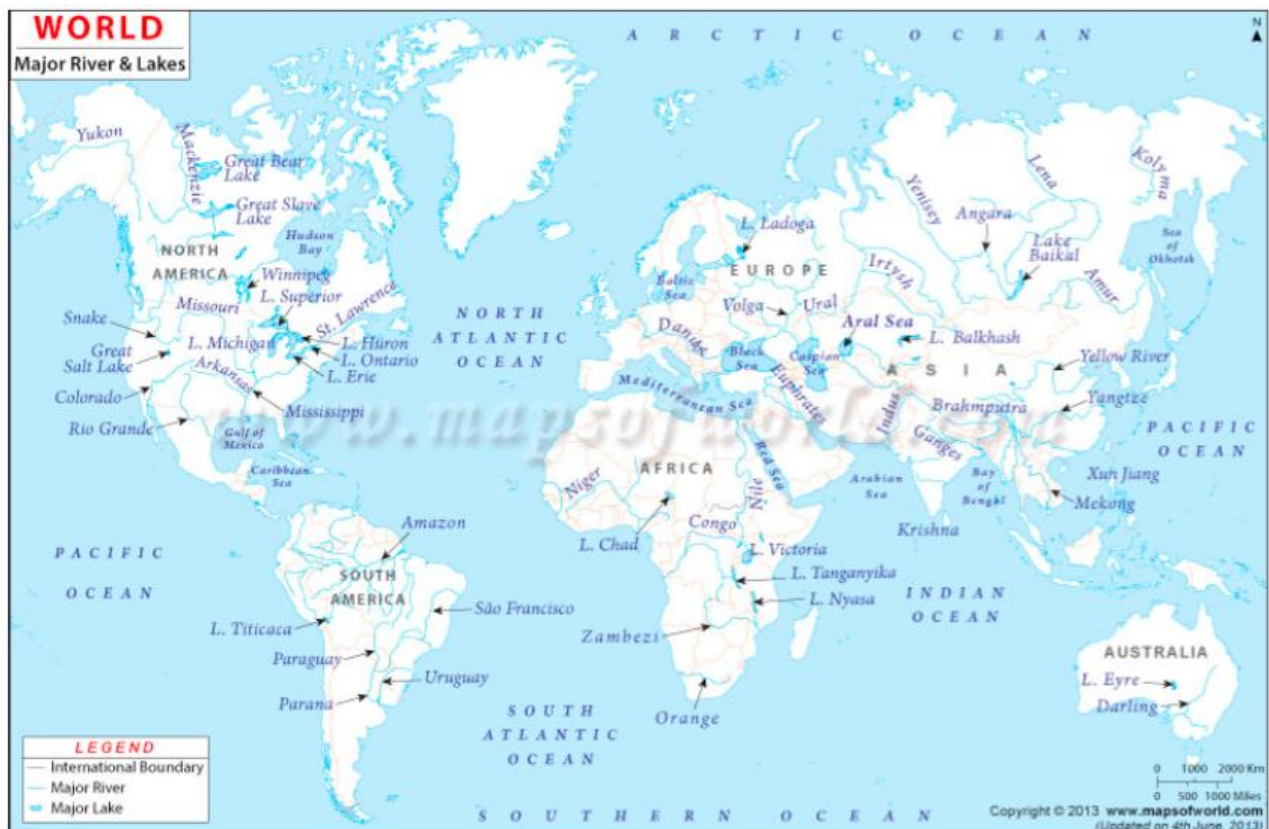 WORLD
Major River & Lakes
N
ARCTIC OCEAN
Yukon
Mackenzie
Great Bear
Lake
Great Slave
Lake
Hudson
Bay
NORTH
AMERICA
Winnipeg
L. Superior
Missouri
St. Lawrence
Snake
L. Michigan
L. Huron
Great
Salt Lake
L. Ontario
L. Erie
Arkansas
Colorado
Mississippi
Rio Grande
Gulf of
Mexico
Caribbean
Sea
NORTH
ATLANTIC
OCEAN
L. Ladoga
EUROPE
Baltic
Sea
Volga
Ural
Danube
Black
Sea
Caspian
Sea
Mediterranean Sea
Euphrates
Yenisey
Lena
Kolyma
Angara
Lake
Baikal
Sea
of
Okhotsk
Irtysh
Amur
Aral Sea
L. Balkhash
ASIA
Yellow River
Yangtze
Brahmputra
Indus
Ganges
www.mapsofworld.com
PACIFIC
OCEAN
Red Sea
Arabian
Sea
Bay
of
Bengbl
Xun Jiang
Mekong
Krishna
AFRICA
Niger
Nile
L. Chad
Congo
L. Victoria
L. Tanganyika
L. Nyasa
Zambezi
Orange
INDIAN
OCEAN
PACIFIC
OCEAN
Amazon
SOUTH
AMERICA
São Francisco
L. Titicaca
Paraguay
Uruguay
Parana
SOUTH
ATLANTIC
OCEAN
AUSTRALIA
L. Eyre
Darling
LEGEND
International Boundary
Major River
Major Lake
SOUTHERN OCEAN
0 1000 2000 Km
0 500 1000 Miles
Copyright © 2013 www.mapsofworld.com
(Updated on 4th June, 2013)